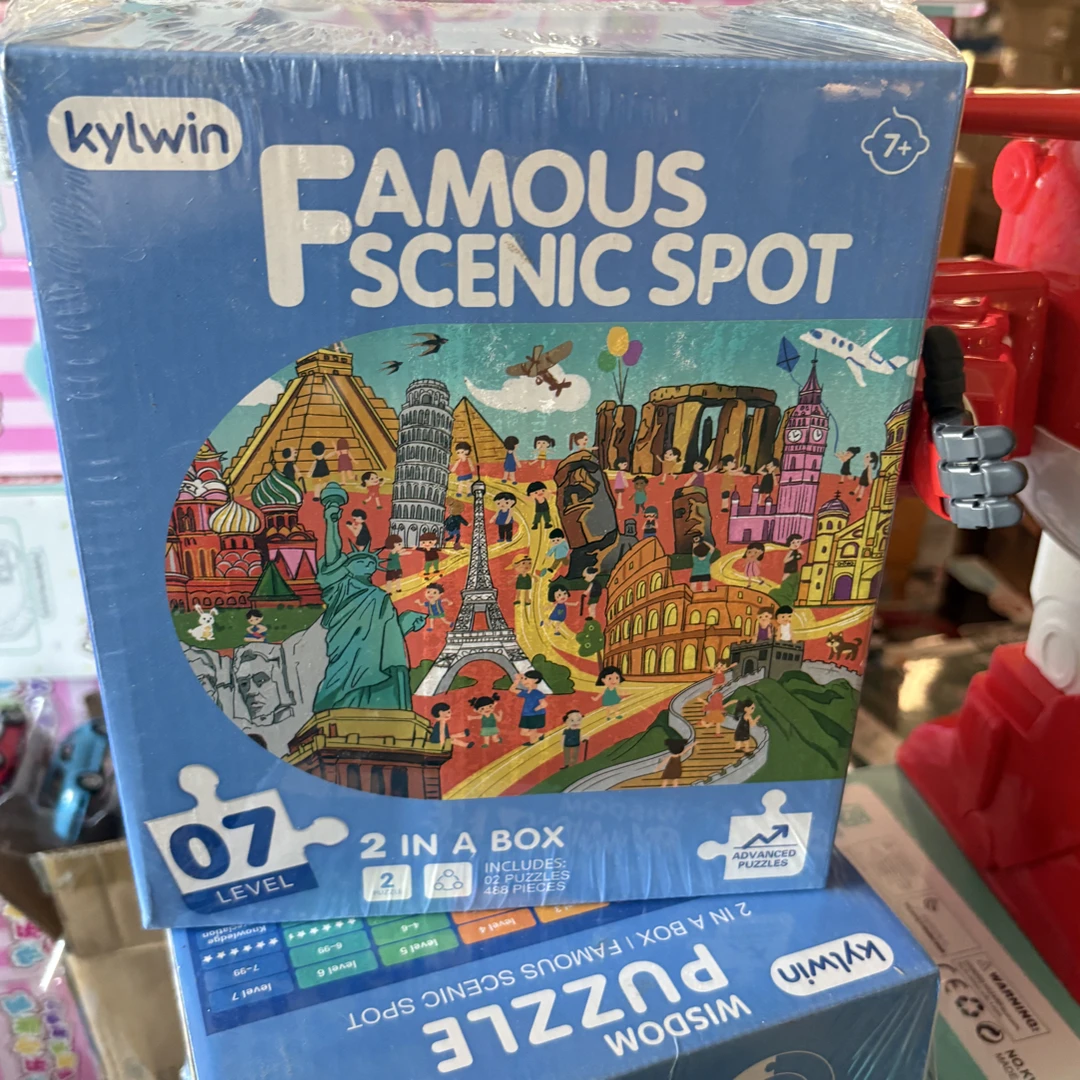 kylwin
7+
FAMOUS
SCENIC SPOT
07
LEVEL
2 IN A BOX
2
INCLUDES:
02 PUZZLES
488 PIECES
ADVANCED
PUZZLES
level 7
7-99
level 6
6-99
level 5
4-6
level 4
2 IN A BOX | FAMOUS SCENIC SPOT
kylwin
WISDOM
PUZZLE
WARNING!